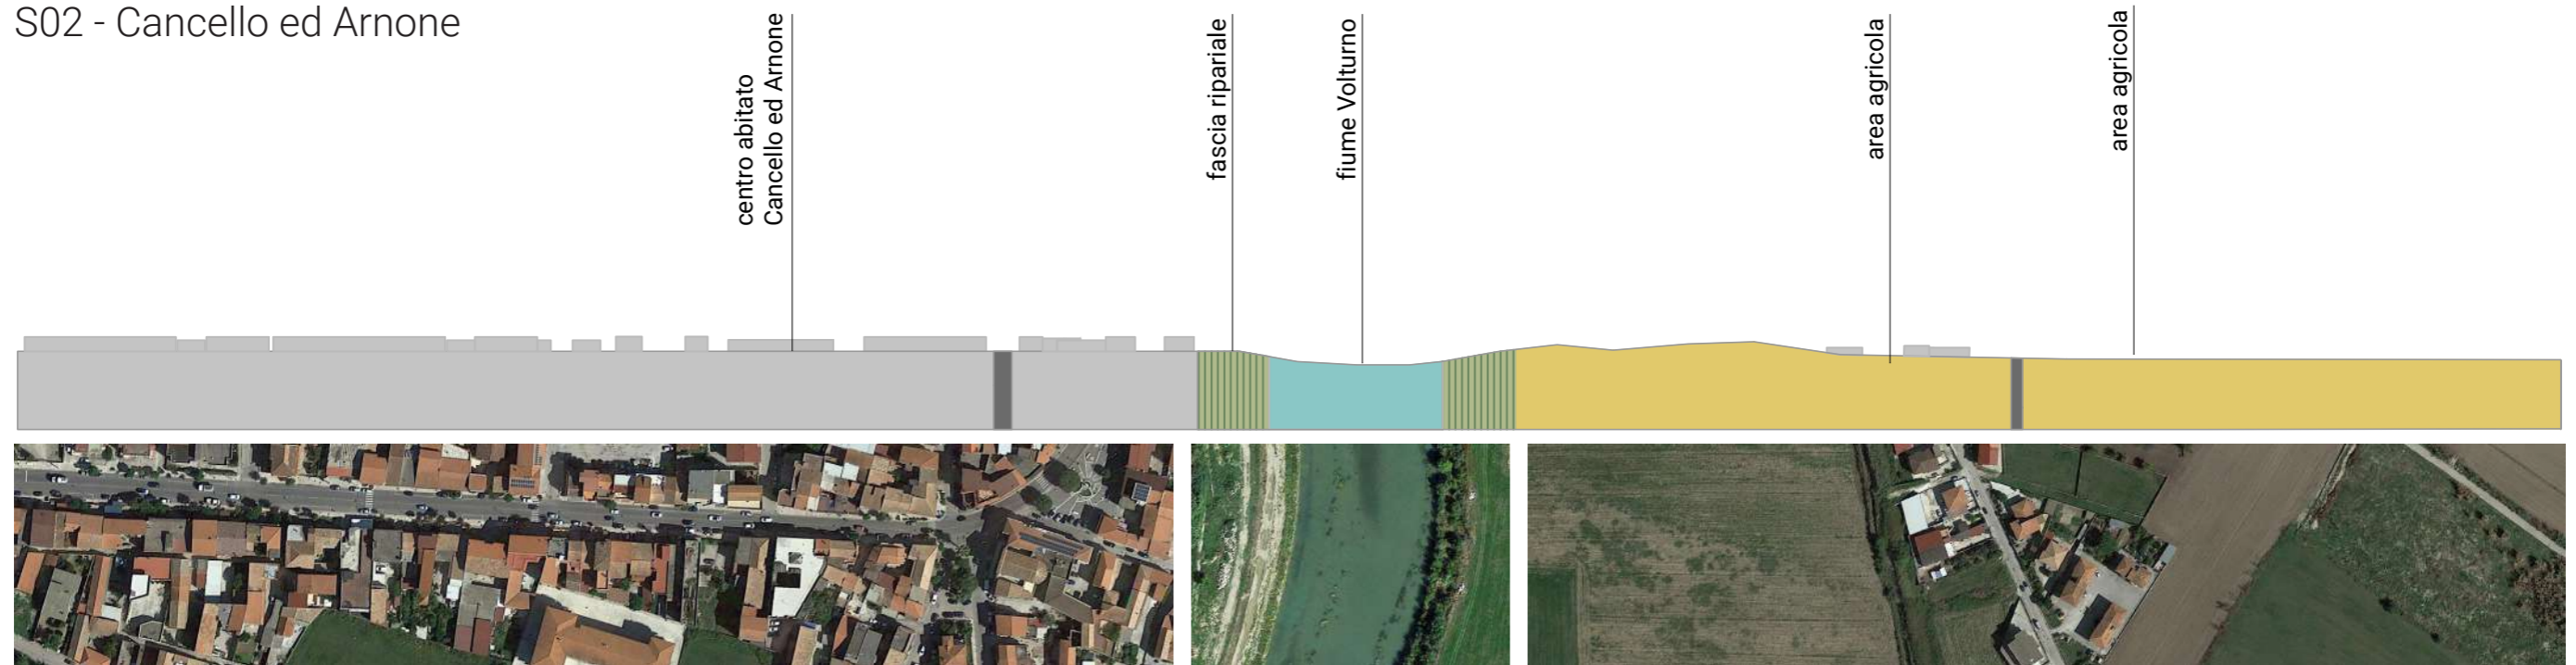 S02 - Cancello ed Arnone
centro abitato
Cancello ed Arnone
fascia ripariale
fiume Volturno
area agricola
area agricola